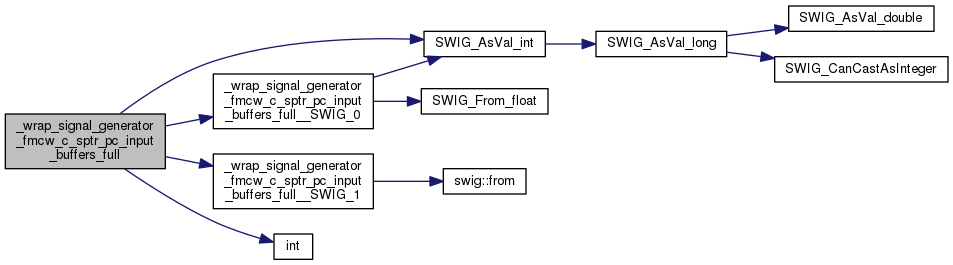 _wrap_signal_generator
_fmcw_c_sptr_pc_input
_buffers_full
_wrap_signal_generator
_fmcw_c_sptr_pc_input
_buffers_full__SWIG_0
_wrap_signal_generator
_fmcw_c_sptr_pc_input
_buffers_full__SWIG_1
int
SWIG_AsVal_int
SWIG_From_float
swig::from
SWIG_AsVal_long
SWIG_AsVal_double
SWIG_CanCastAsInteger